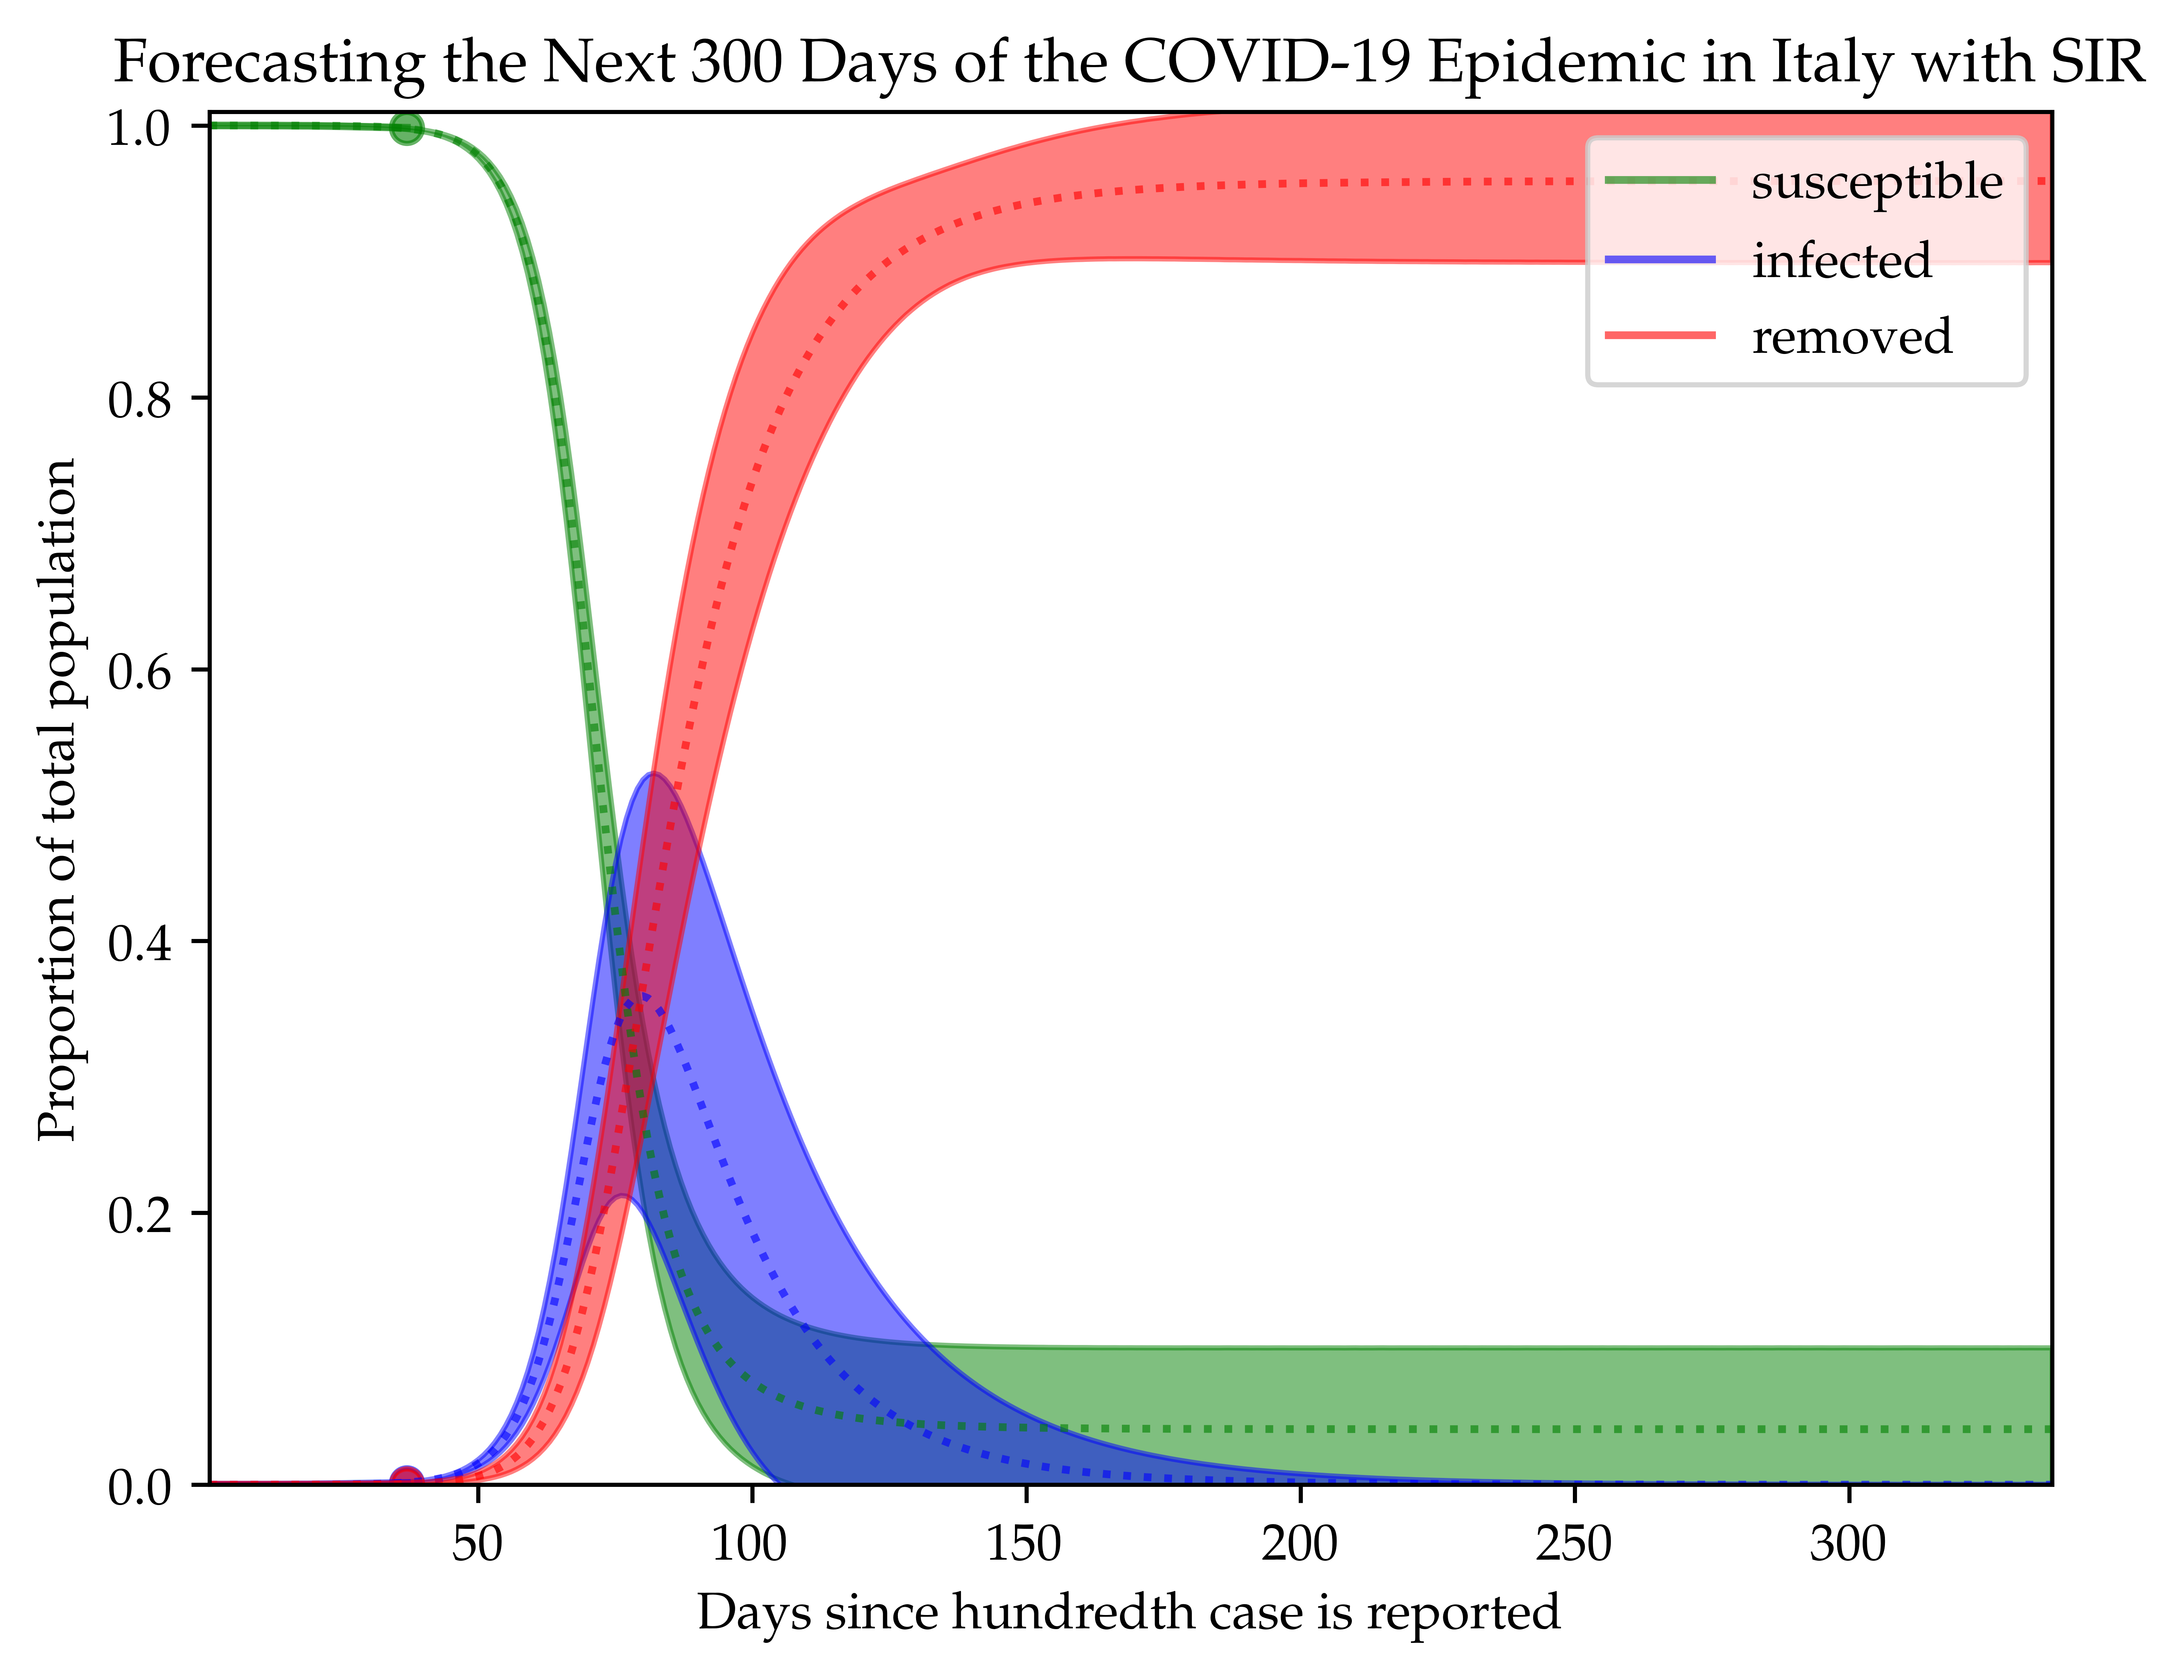 Forecasting the Next 300 Days of the COVID-19 Epidemic in Italy with SIR
1.0
0.8
0.6
0.4
0.2
0.0
Proportion of total population
susceptible
infected
removed
50 100 150 200 250 300
Days since hundredth case is reported